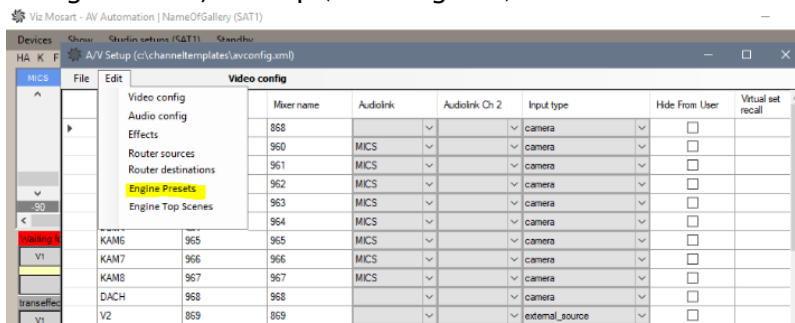 Viz Mosart - AV Automation | NameOfGallery (SAT1)
Devices Show Studio setups (SAT1) Standby
HA K F
A/V Setup (c:\channeltemplates\avconfig.xml)
MICS
File Edit Video config
Video config
Audio config
Effects
Router sources
Router destinations
Engine Presets
Engine Top Scenes
Mixer name Audiolink Audiolink Ch 2 Input type Hide From User Virtual set recall
868 camera
960 MICS camera
961 MICS camera
962 MICS camera
963 MICS camera
964 MICS camera
KAM6 965 965 MICS camera
KAM7 966 966 MICS camera
KAM8 967 967 MICS camera
DACH 968 968 camera
V2 869 869 external_source
-90
Waiting
V1
transeffec
V1